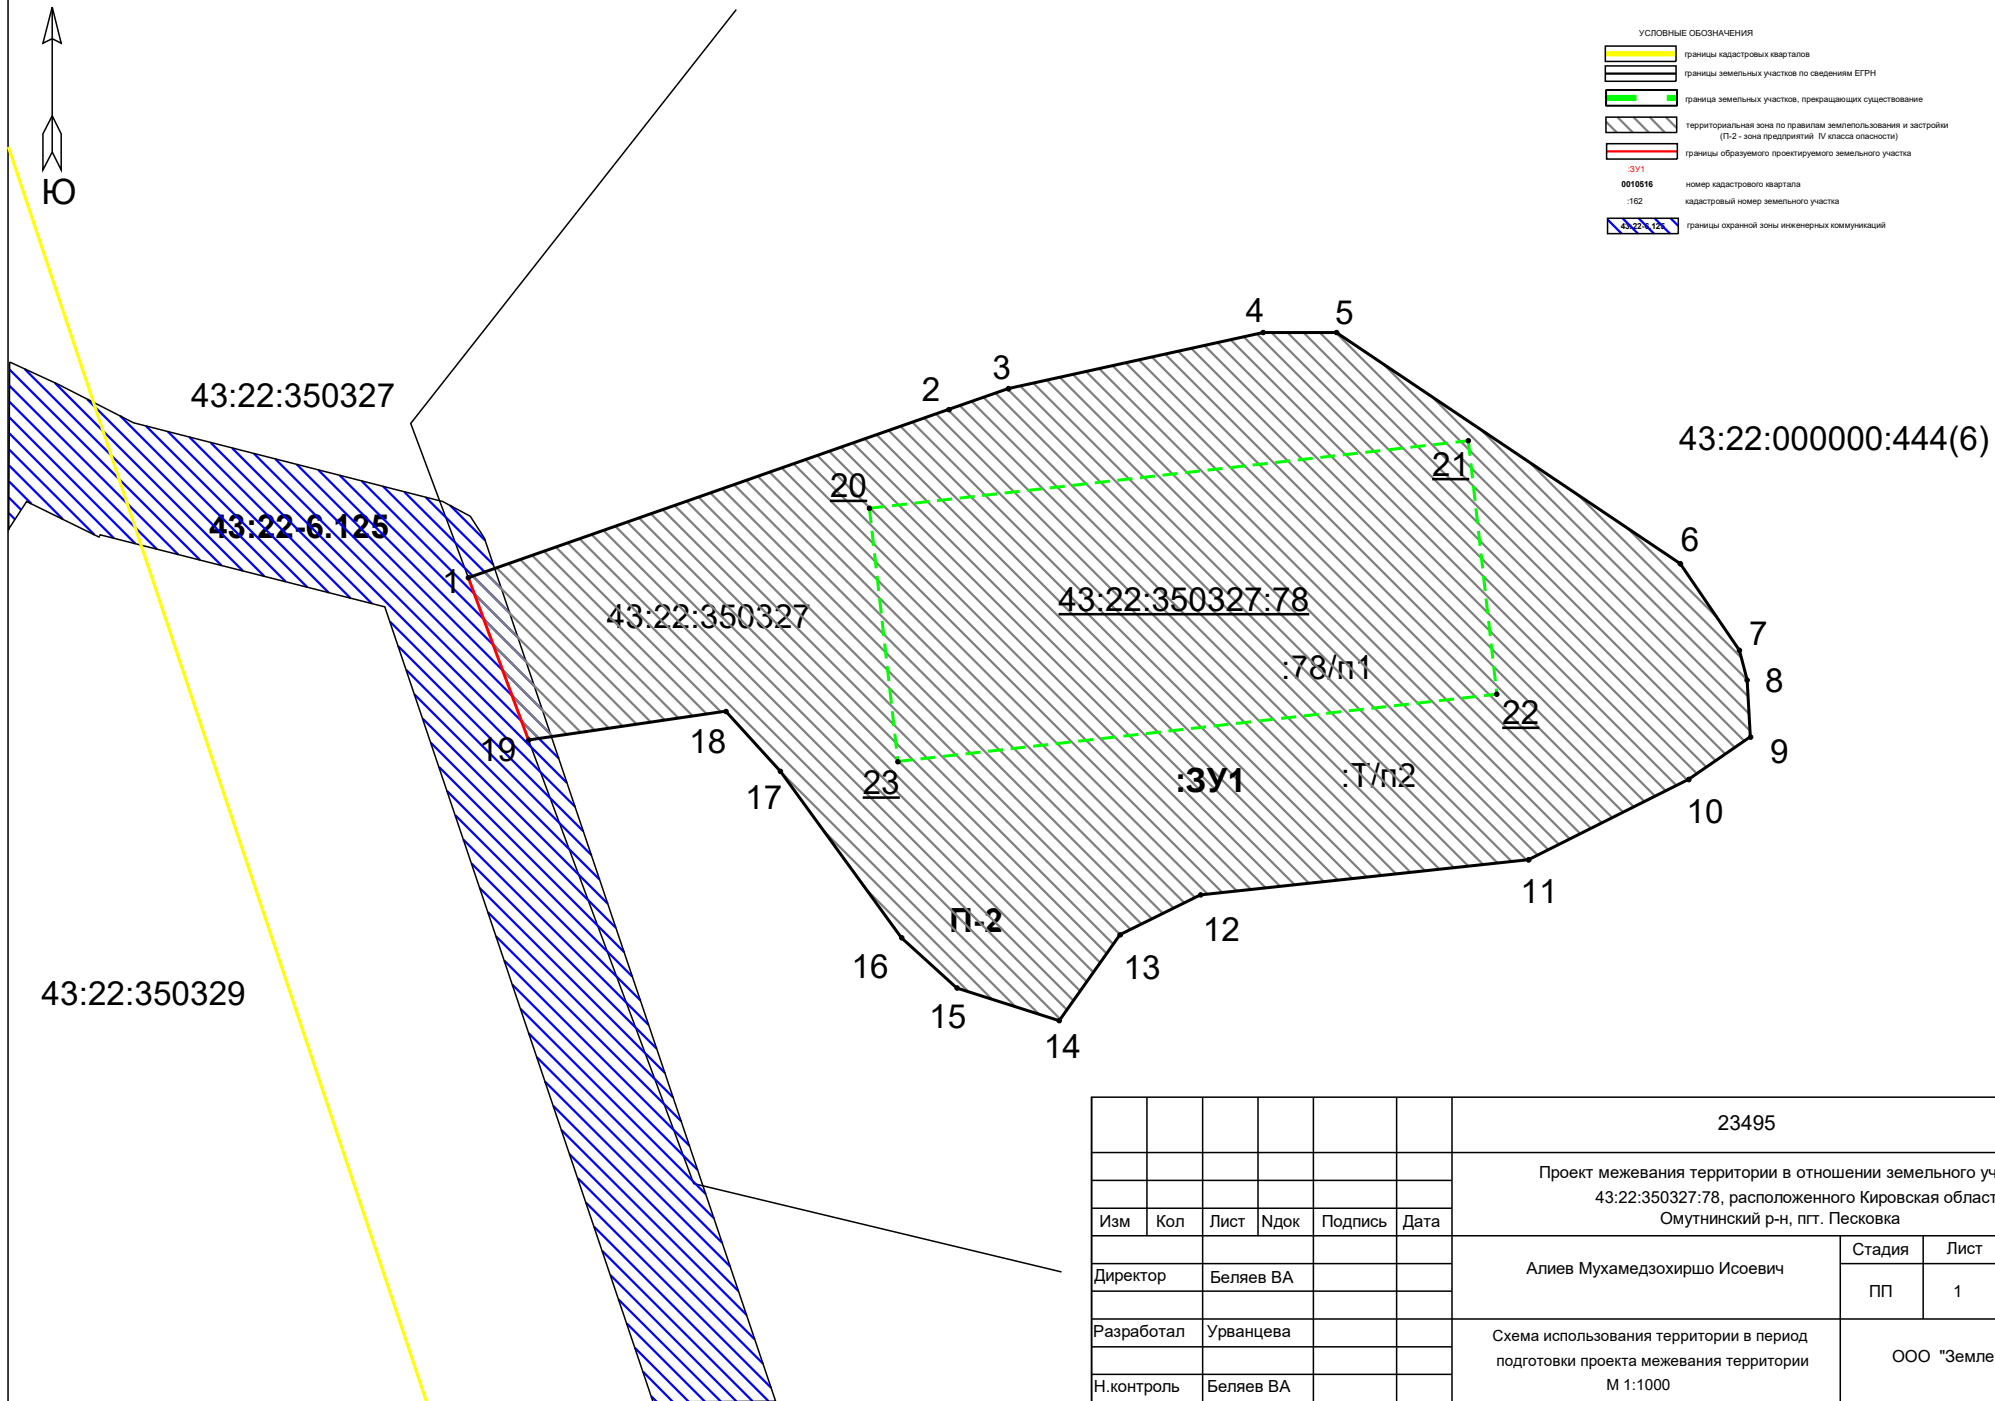 Ю
УСЛОВНЫЕ ОБОЗНАЧЕНИЯ
границы кадастровых кварталов
границы земельных участков по сведениям ЕГРН
граница земельных участков, прекращающих существование
территориальная зона по правилам землепользования и застройки
(П-2 - зона предприятий IV класса опасности)
границы образуемого проектируемого земельного участка
:ЗУ1
0010516 номер кадастрового квартала
:162 кадастровый номер земельного участка
43:22-6.125 границы охранной зоны инженерных коммуникаций
4
5
3
2
43:22:350327
43:22:000000:444(6)
21
20
43:22-6.125
6
1
43:22:350327
43:22:350327:78
7
:78/п1
8
22
18
19
9
23
17
:ЗУ1
:Т/п2
10
11
П-2
12
16
13
43:22:350329
15
14
23495
Проект межевания территории в отношении земельного уч
43:22:350327:78, расположенного Кировская област
Омутнинский р-н, пгт. Песковка
Изм Кол Лист Nдок Подпись Дата
Стадия Лист
Алиев Мухамедзохиршо Исоевич
Директор Беляев ВА
ПП 1
Разработал Урванцева
Схема использования территории в период
подготовки проекта межевания территории
М 1:1000
ООО "Земле
Н.контроль Беляев ВА